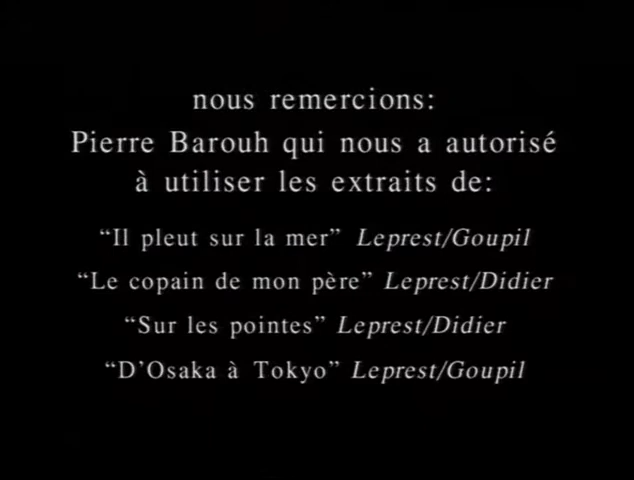 nous remercions:
Pierre Barouh qui nous a autorisé
à utiliser les extraits de:
“Il pleut sur la mer” Leprest/Goupil
“Le copain de mon père” Leprest/Didier
“Sur les pointes” Leprest/Didier
“D’Osaka à Tokyo” Leprest/Goupil